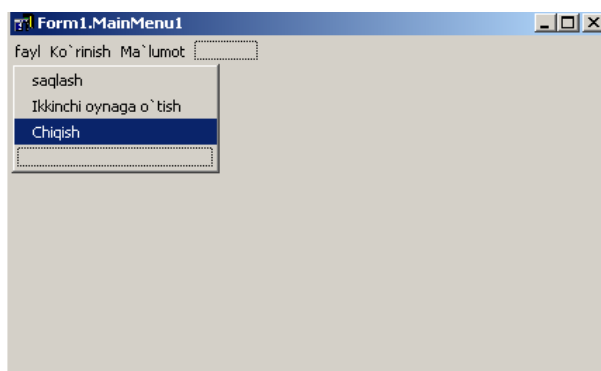 Form1.MainMenu1
fayl Ko`rinish Ma`lumot
saqlash
Ikkinchi oynaga o`tish
Chiqish